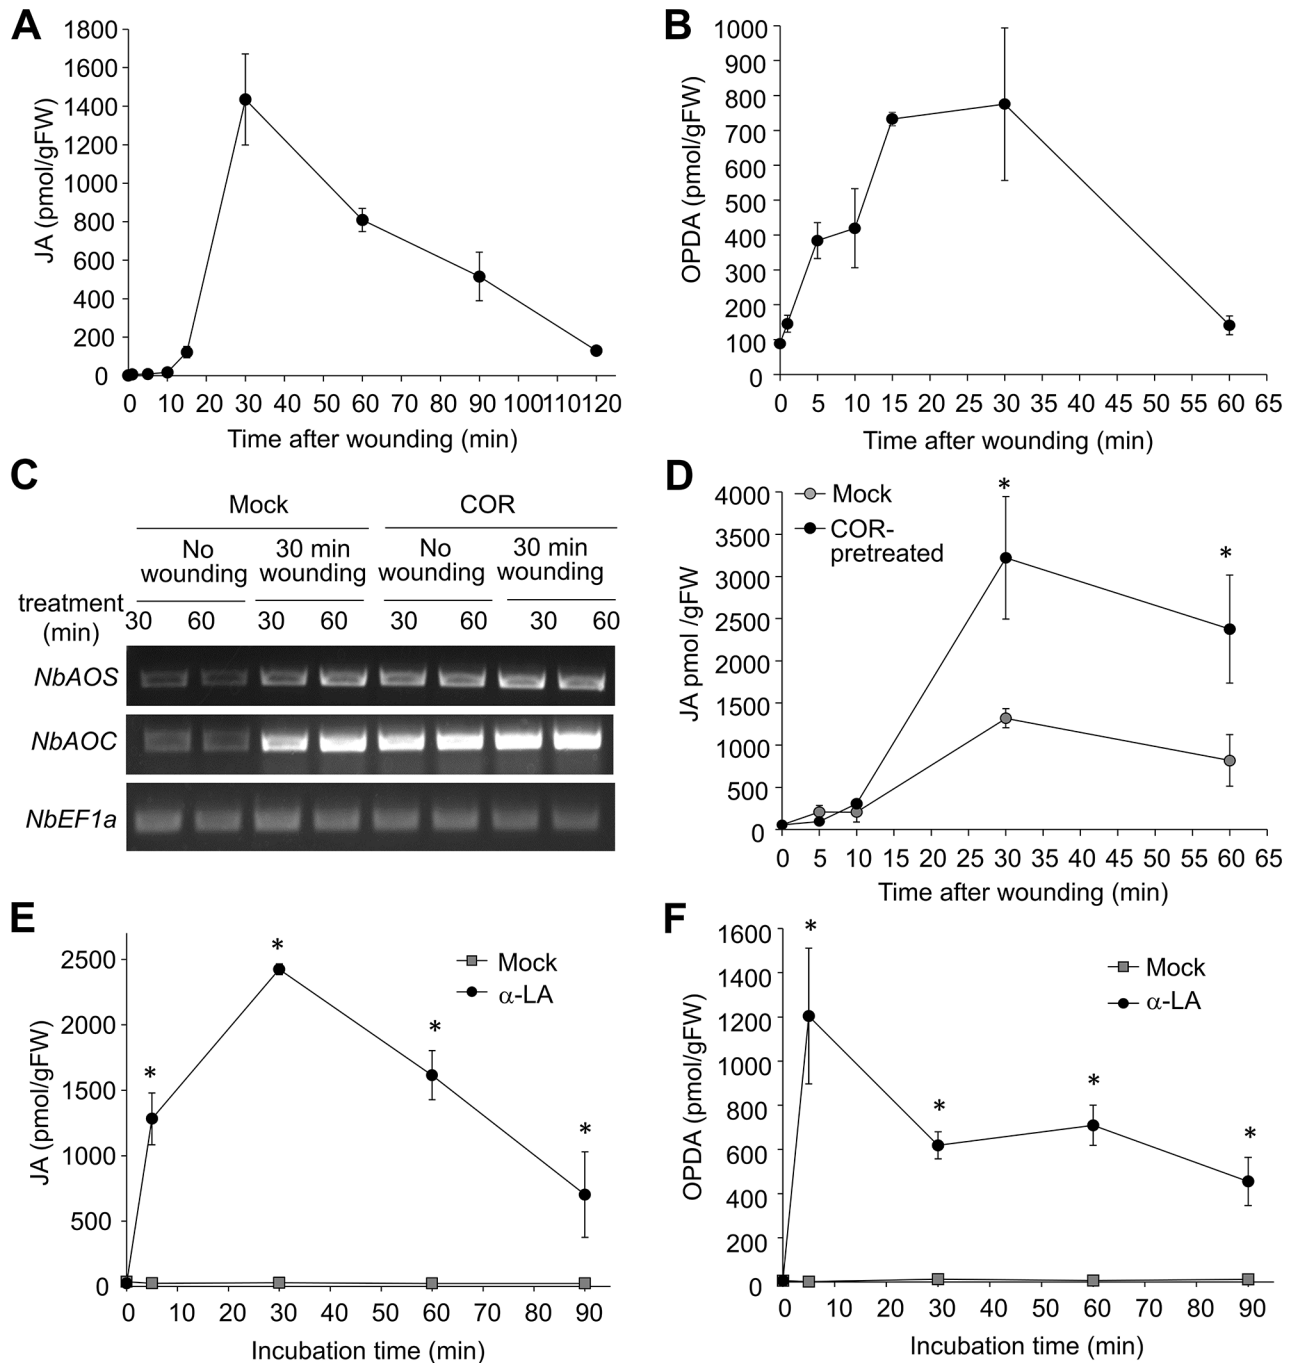 A
1800
1600
1400
1200
1000
800
600
400
200
0
JA (pmol/gFW)
0 10 20 30 40 50 60 70 80 90 100 110 120
Time after wounding (min)
B
1000
900
800
700
600
500
400
300
200
100
0
OPDA (pmol/gFW)
0 5 10 15 20 25 30 35 40 45 50 55 60 65
Time after wounding (min)
C
Mock COR
No wounding
30 min wounding
No wounding
30 min wounding
treatment
(min)
30 60 30 60 30 60 30 60
NbAOS
NbAOC
NbEF1a
D
Mock
COR-
pretreated
4000
3500
3000
2500
2000
1500
1000
500
0
JA pmol /gFW
* *
0 5 10 15 20 25 30 35 40 45 50 55 60 65
Time after wounding (min)
E
2500
2000
1500
1000
500
0
JA (pmol/gFW)
* * * *
Mock
α-LA
0 10 20 30 40 50 60 70 80 90
Incubation time (min)
F
1600
1400
1200
1000
800
600
400
200
0
OPDA (pmol/gFW)
* * * *
Mock
α-LA
0 10 20 30 40 50 60 70 80 90
Incubation time (min)